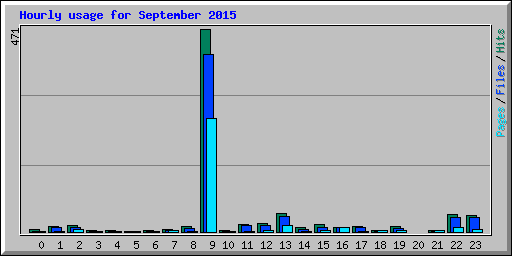 Hourly usage for September 2015
471
Pages/Files/Hits
0 1 2 3 4 5 6 7 8 9 10 11 12 13 14 15 16 17 18 19 20 21 22 23